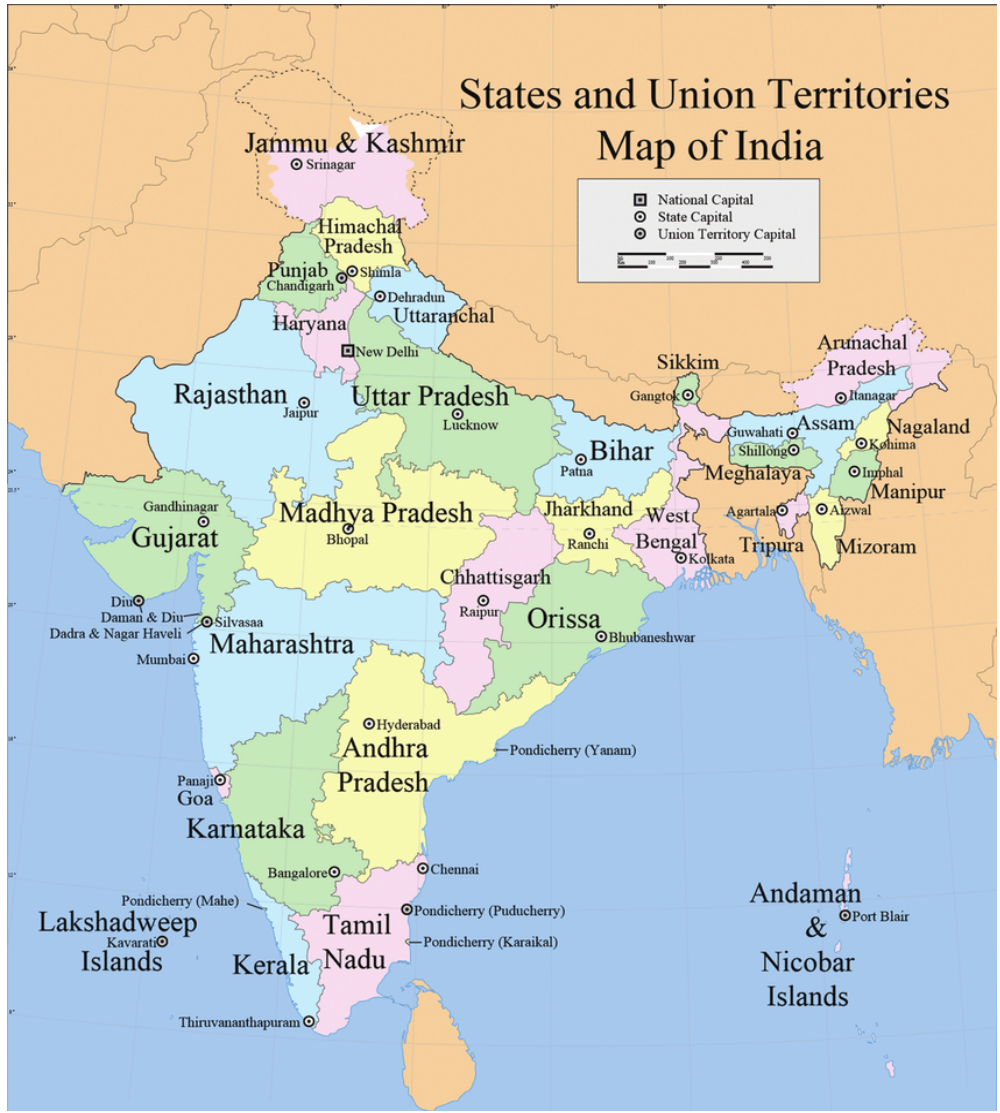 States and Union Territories
Map of India
National Capital
State Capital
Union Territory Capital
Jammu & Kashmir
Srinagar
Himachal
Pradesh
Shimla
Punjab
Chandigarh
Dehradun
Uttaranchal
Haryana
New Delhi
Rajasthan
Jaipur
Uttar Pradesh
Lucknow
Sikkim
Gangtok
Arunachal
Pradesh
Itanagar
Assam
Guwahati
Nagaland
Kohima
Shillong
Meghalaya
Imphal
Manipur
Bihar
Patna
Gandhinagar
Gujarat
Madhya Pradesh
Bhopal
Jharkhand
Ranchi
West
Bengal
Kolkata
Agartala
Tripura
Aizwal
Mizoram
Chhattisgarh
Raipur
Orissa
Bhubaneshwar
Diu
Daman & Diu
Dadra & Nagar Haveli
Silvasaa
Mumbai
Maharashtra
Hyderabad
Andhra
Pradesh
Pondicherry (Yanam)
Panaji
Goa
Karnataka
Bangalore
Chennai
Pondicherry (Mahe)
Pondicherry (Puducherry)
Lakshadweep
Kavarati
Islands
Kerala
Tamil
Nadu
Pondicherry (Karaikal)
Thiruvananthapuram
Andaman
&
Nicobar
Islands
Port Blair